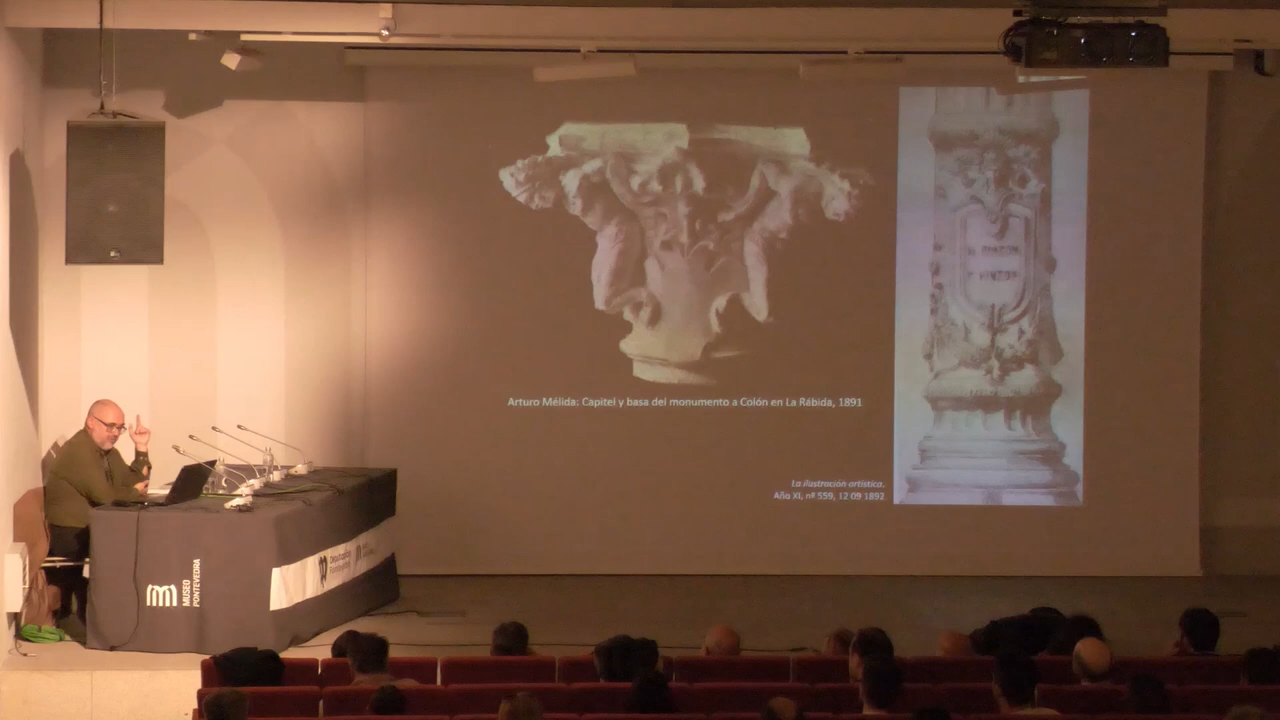 Arturo Mélida: Capitel y basa del monumento a Colón en La Rábida, 1891
La ilustración artística.
Año XI, nº 559, 12 09 1892
PINZON
MUSEO
PONTEVEDRA